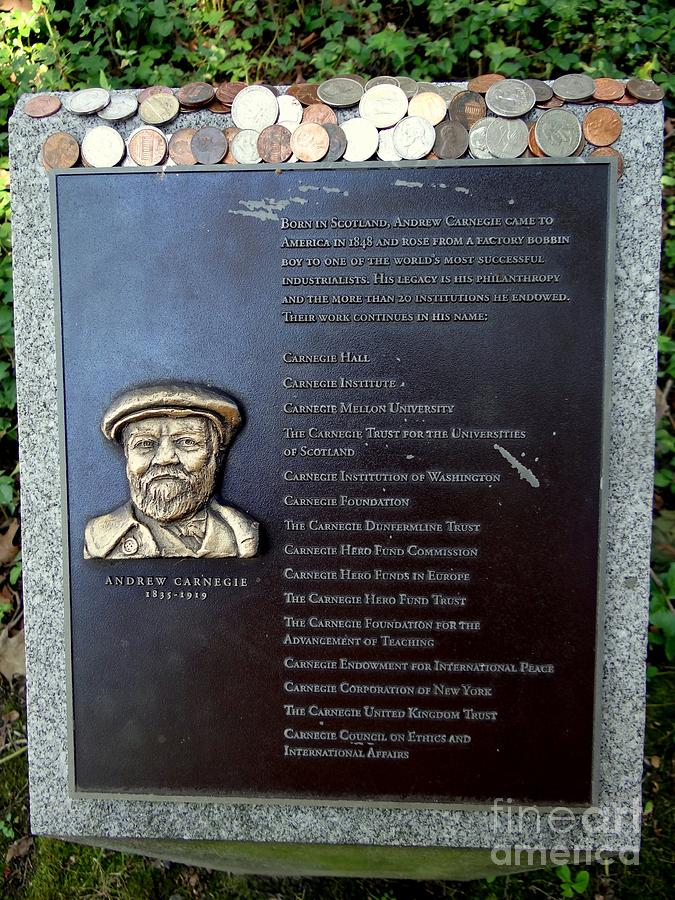 Born in Scotland, Andrew Carnegie came to
America in 1848 and rose from a factory bobbin
boy to one of the world's most successful
industrialists. His legacy is his philanthropy
and the more than 20 institutions he endowed.
Their work continues in his name:
Carnegie Hall
Carnegie Institute
Carnegie Mellon University
The Carnegie Trust for the Universities
of Scotland
Carnegie Institution of Washington
Carnegie Foundation
The Carnegie Dunfermline Trust
Carnegie Hero Fund Commission
Carnegie Hero Funds in Europe
The Carnegie Hero Fund Trust
The Carnegie Foundation for the
Advancement of Teaching
Carnegie Endowment for International Peace
Carnegie Corporation of New York
The Carnegie United Kingdom Trust
Carnegie Council on Ethics and
International Affairs
ANDREW CARNEGIE
1835-1919
fine art
america